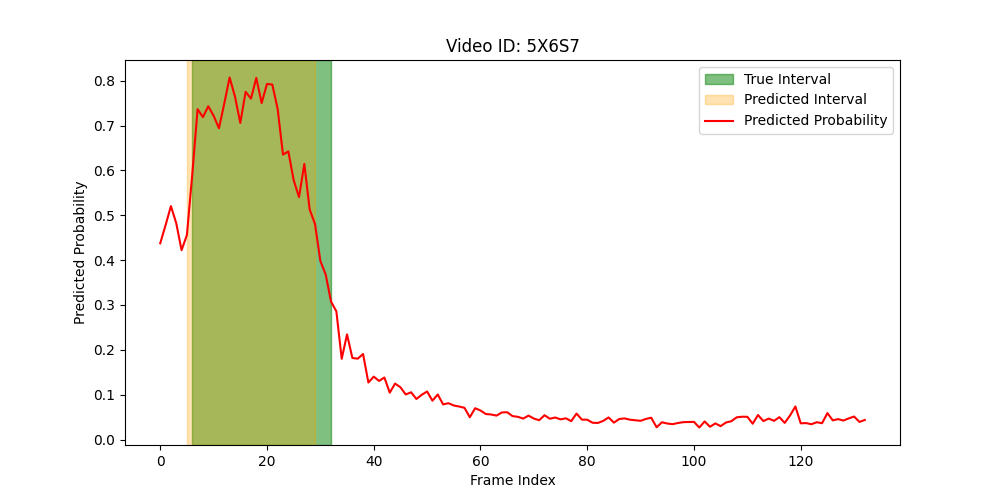 Video ID: 5X6S7
True Interval
Predicted Interval
Predicted Probability
Predicted Probability
0.8
0.7
0.6
0.5
0.4
0.3
0.2
0.1
0.0
0 20 40 60 80 100 120
Frame Index